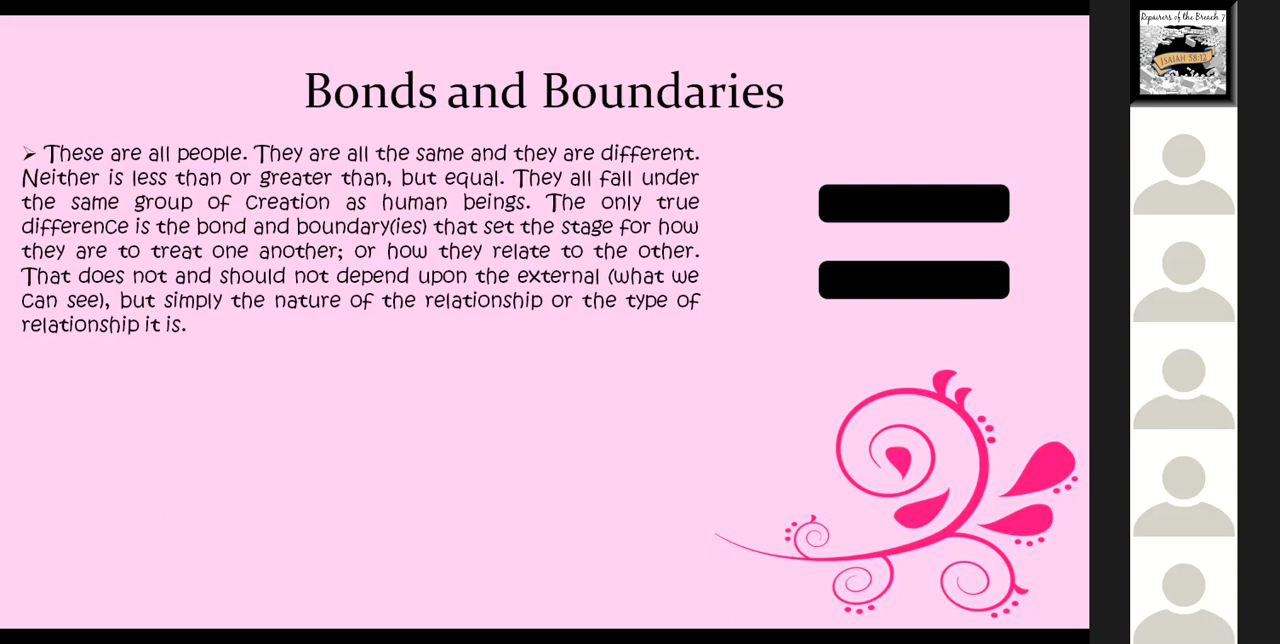 Bonds and Boundaries
These are all people. They are all the same and they are different.
Neither is less than or greater than, but equal. They all fall under
the same group of Creation as human beings. The only true
difference is the bond and boundary(ies) that set the stage for how
they are to treat one another; or how they relate to the other.
That does not and should not depend upon the external (what we
can see), but simply the nature of the relationship or the type of
relationship it is.
Repairers of the Breach 7
ISAIAH 58:12